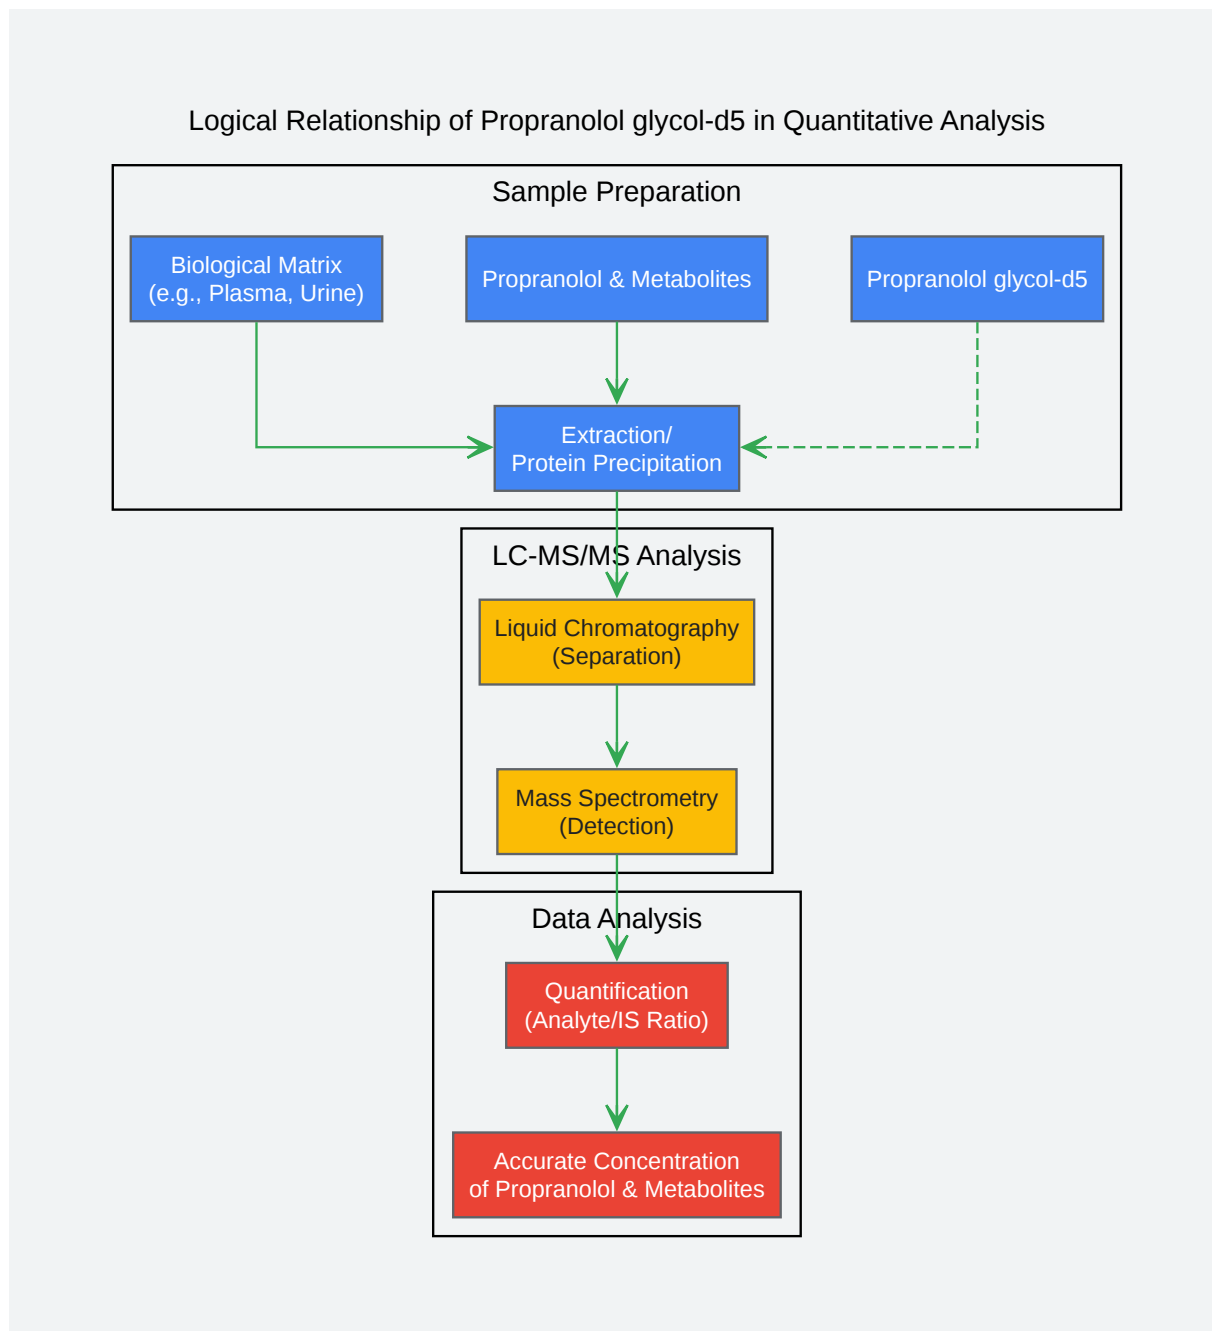 Logical Relationship of Propranolol glycol-d5 in Quantitative Analysis
Sample Preparation
Biological Matrix
(e.g., Plasma, Urine)
Propranolol & Metabolites
Propranolol glycol-d5
Extraction/
Protein Precipitation
LC-MS/MS Analysis
Liquid Chromatography
(Separation)
Mass Spectrometry
(Detection)
Data Analysis
Quantification
(Analyte/IS Ratio)
Accurate Concentration
of Propranolol & Metabolites